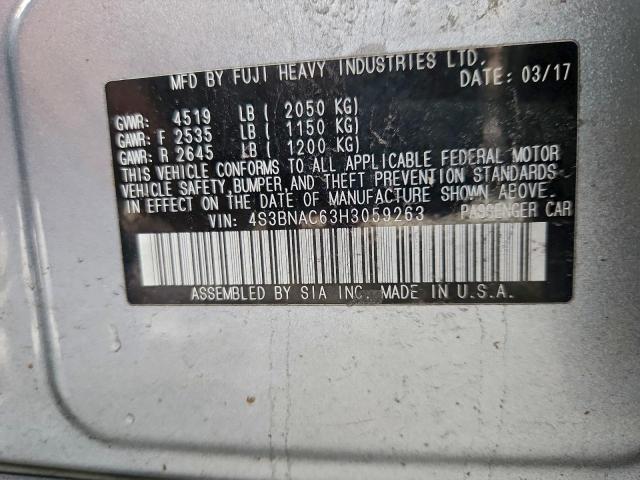 MFD BY FUJI HEAVY INDUSTRIES LTD.
DATE: 03/17
GVWR: 4519 LB ( 2050 KG)
GAWR: F 2535 LB ( 1150 KG)
GAWR: R 2645 LB ( 1200 KG)
THIS VEHICLE CONFORMS TO ALL APPLICABLE FEDERAL MOTOR
VEHICLE SAFETY, BUMPER, AND THEFT PREVENTION STANDARDS
IN EFFECT ON THE DATE OF MANUFACTURE SHOWN ABOVE.
VIN: 4S3BNAC63H3059263 PASSENGER CAR
ASSEMBLED BY SIA INC. MADE IN U.S.A.